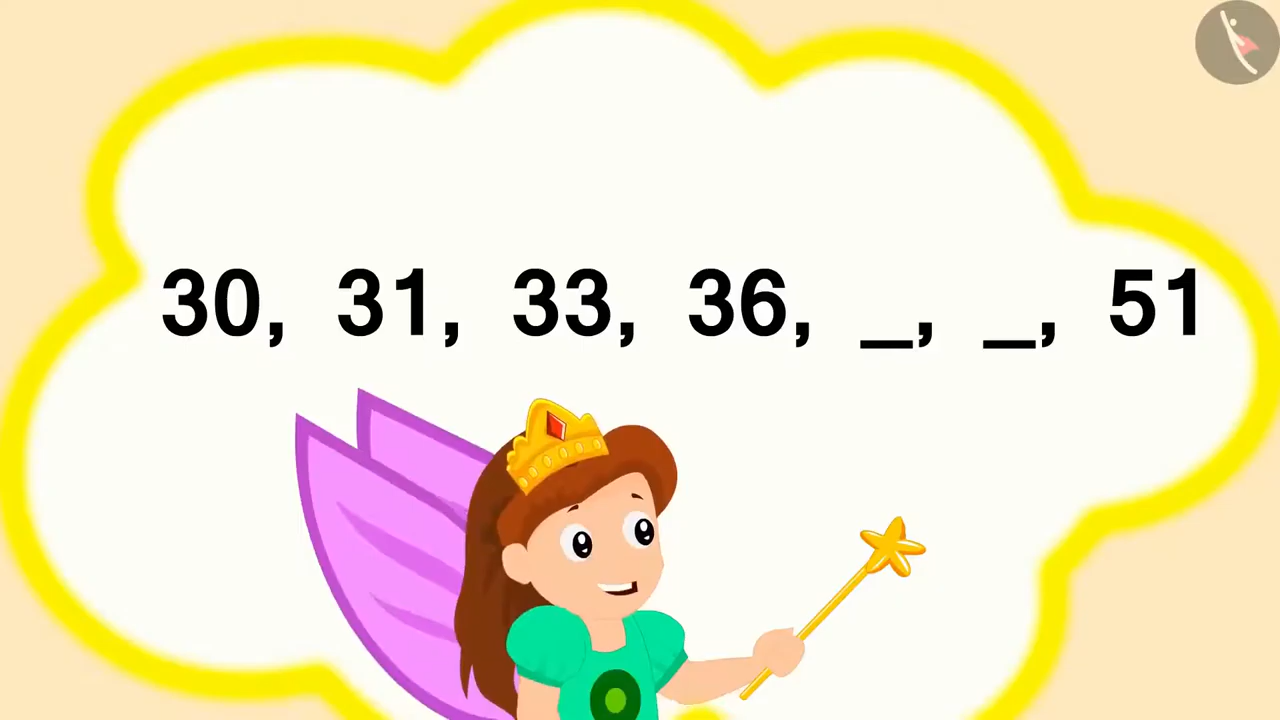 30, 31, 33, 36, _, _, 51